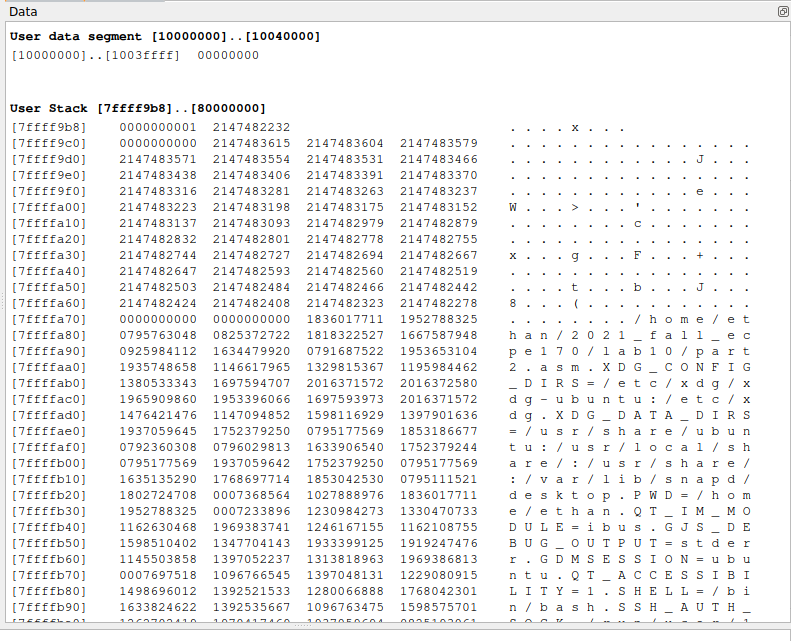 Data
User data segment [10000000]..[10040000]
[10000000]..[1003ffff] 00000000
User Stack [7ffff9b8]..[80000000]
[7ffff9b8] 0000000001 2147482232 . . . . x . . .
[7ffff9c0] 0000000000 2147483615 2147483604 2147483579 . . . . . . . . . . . . . . . .
[7ffff9d0] 2147483571 2147483554 2147483531 2147483466 . . . . . . . . . . . . J . . .
[7ffff9e0] 2147483438 2147483406 2147483391 2147483370 . . . . . . . . . . . . . . . .
[7ffff9f0] 2147483316 2147483281 2147483263 2147483237 . . . . . . . . . . . . e . . .
[7ffffa00] 2147483223 2147483198 2147483175 2147483152 W . . . > . . . ' . . . . . . .
[7ffffa10] 2147483137 2147483093 2147482979 2147482879 . . . . . . . . c . . . . . . .
[7ffffa20] 2147482832 2147482801 2147482778 2147482755 . . . . . . . . . . . . . . . .
[7ffffa30] 2147482744 2147482727 2147482694 2147482667 x . . . g . . . F . . . + . . .
[7ffffa40] 2147482647 2147482593 2147482560 2147482519 . . . . . . . . . . . . . . . .
[7ffffa50] 2147482503 2147482484 2147482466 2147482442 . . . . t . . . b . . . J . . .
[7ffffa60] 2147482424 2147482408 2147482323 2147482278 8 . . . ( . . . . . . . . . . .
[7ffffa70] 0000000000 0000000000 1836017711 1952788325 . . . . . . . . / h o m e / e t
[7ffffa80] 0795763048 0825372722 1818322527 1667587948 h a n / 2 0 2 1 _ f a l l _ e c
[7ffffa90] 0925984112 1634479920 0791687522 1953653104 p e 1 7 0 / l a b 1 0 / p a r t
[7ffffaa0] 1935748658 1146617965 1329815367 1195984462 2 . a s m . X D G _ C O N F I G
[7ffffab0] 1380533343 1697594707 2016371572 2016372580 _ D I R S = / e t c / x d g / x
[7ffffac0] 1965909860 1953396066 1697593973 2016371572 d g - u b u n t u : / e t c / x
[7ffffad0] 1476421476 1147094852 1598116929 1397901636 d g . X D G _ D A T A _ D I R S
[7ffffae0] 1937059645 1752379250 0795177569 1853186677 = / u s r / s h a r e / u b u n
[7ffffaf0] 0792360308 0796029813 1633906540 1752379244 t u : / u s r / l o c a l / s h
[7ffffb00] 0795177569 1937059642 1752379250 0795177569 a r e / : / u s r / s h a r e /
[7ffffb10] 1635135290 1768697714 1853042530 0795111521 : / v a r / l i b / s n a p d /
[7ffffb20] 1802724708 0007368564 1027888976 1836017711 d e s k t o p . P W D = / h o m
[7ffffb30] 1952788325 0007233896 1230984273 1330470733 e / e t h a n . Q T _ I M _ M O
[7ffffb40] 1162630468 1969383741 1246167155 1162108755 D U L E = i b u s . G J S _ D E
[7ffffb50] 1598510402 1347704143 1933399125 1919247476 B U G _ O U T P U T = s t d e r
[7ffffb60] 1145503858 1397052237 1313818963 1969386813 r . G D M S E S S I O N = u b u
[7ffffb70] 0007697518 1096766545 1397048131 1229080915 n t u . Q T _ A C C E S S I B I
[7ffffb80] 1498696012 1392521533 1280066888 1768042301 L I T Y = 1 . S H E L L = / b i
[7ffffb90] 1633824622 1392535667 1096763475 1598575701 n / b a s h . S S H _ A U T H _